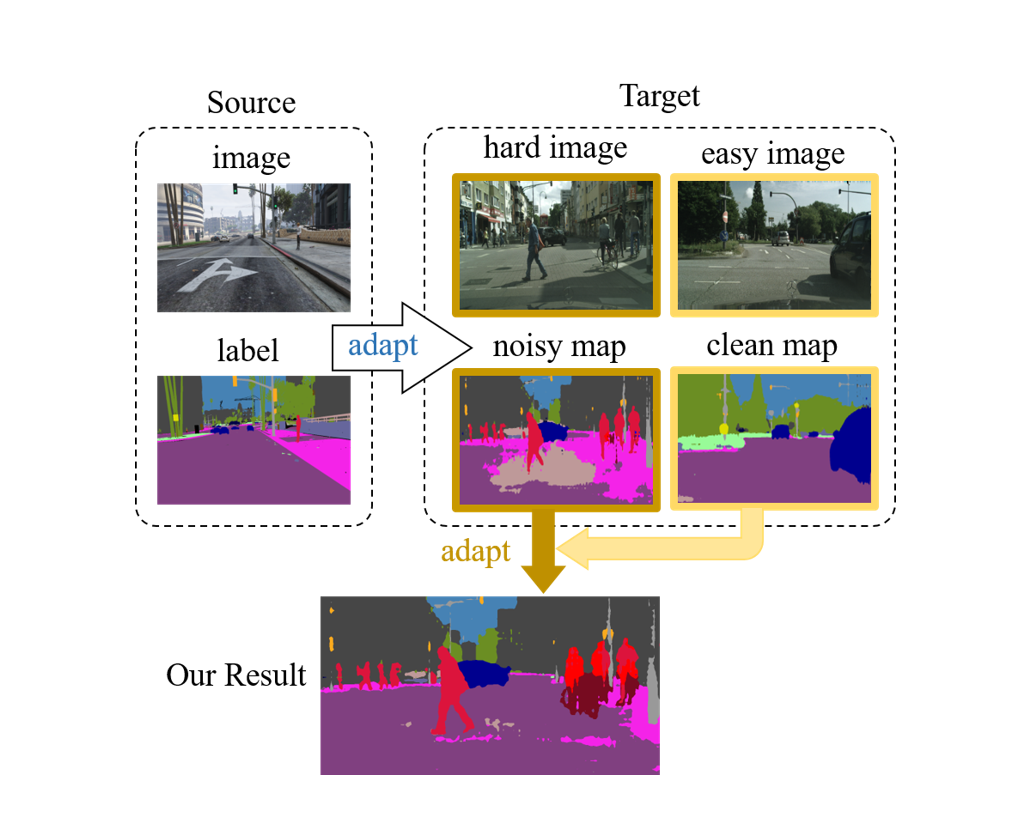 Source
Target
image
hard image
easy image
label
adapt
noisy map
clean map
adapt
Our Result